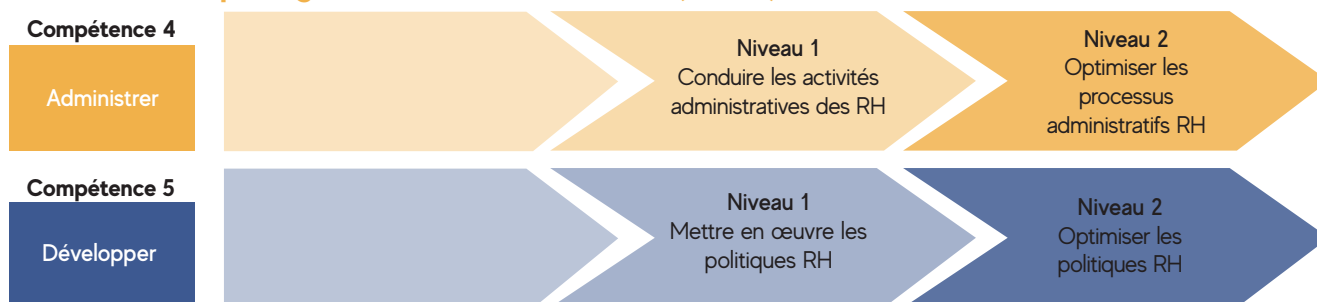 Compétence 4
Administrer
Niveau 1
Conduire les activités
administratives des RH
Niveau 2
Optimiser les
processus
administratifs RH
Compétence 5
Développer
Niveau 1
Mettre en œuvre les
politiques RH
Niveau 2
Optimiser les
politiques RH